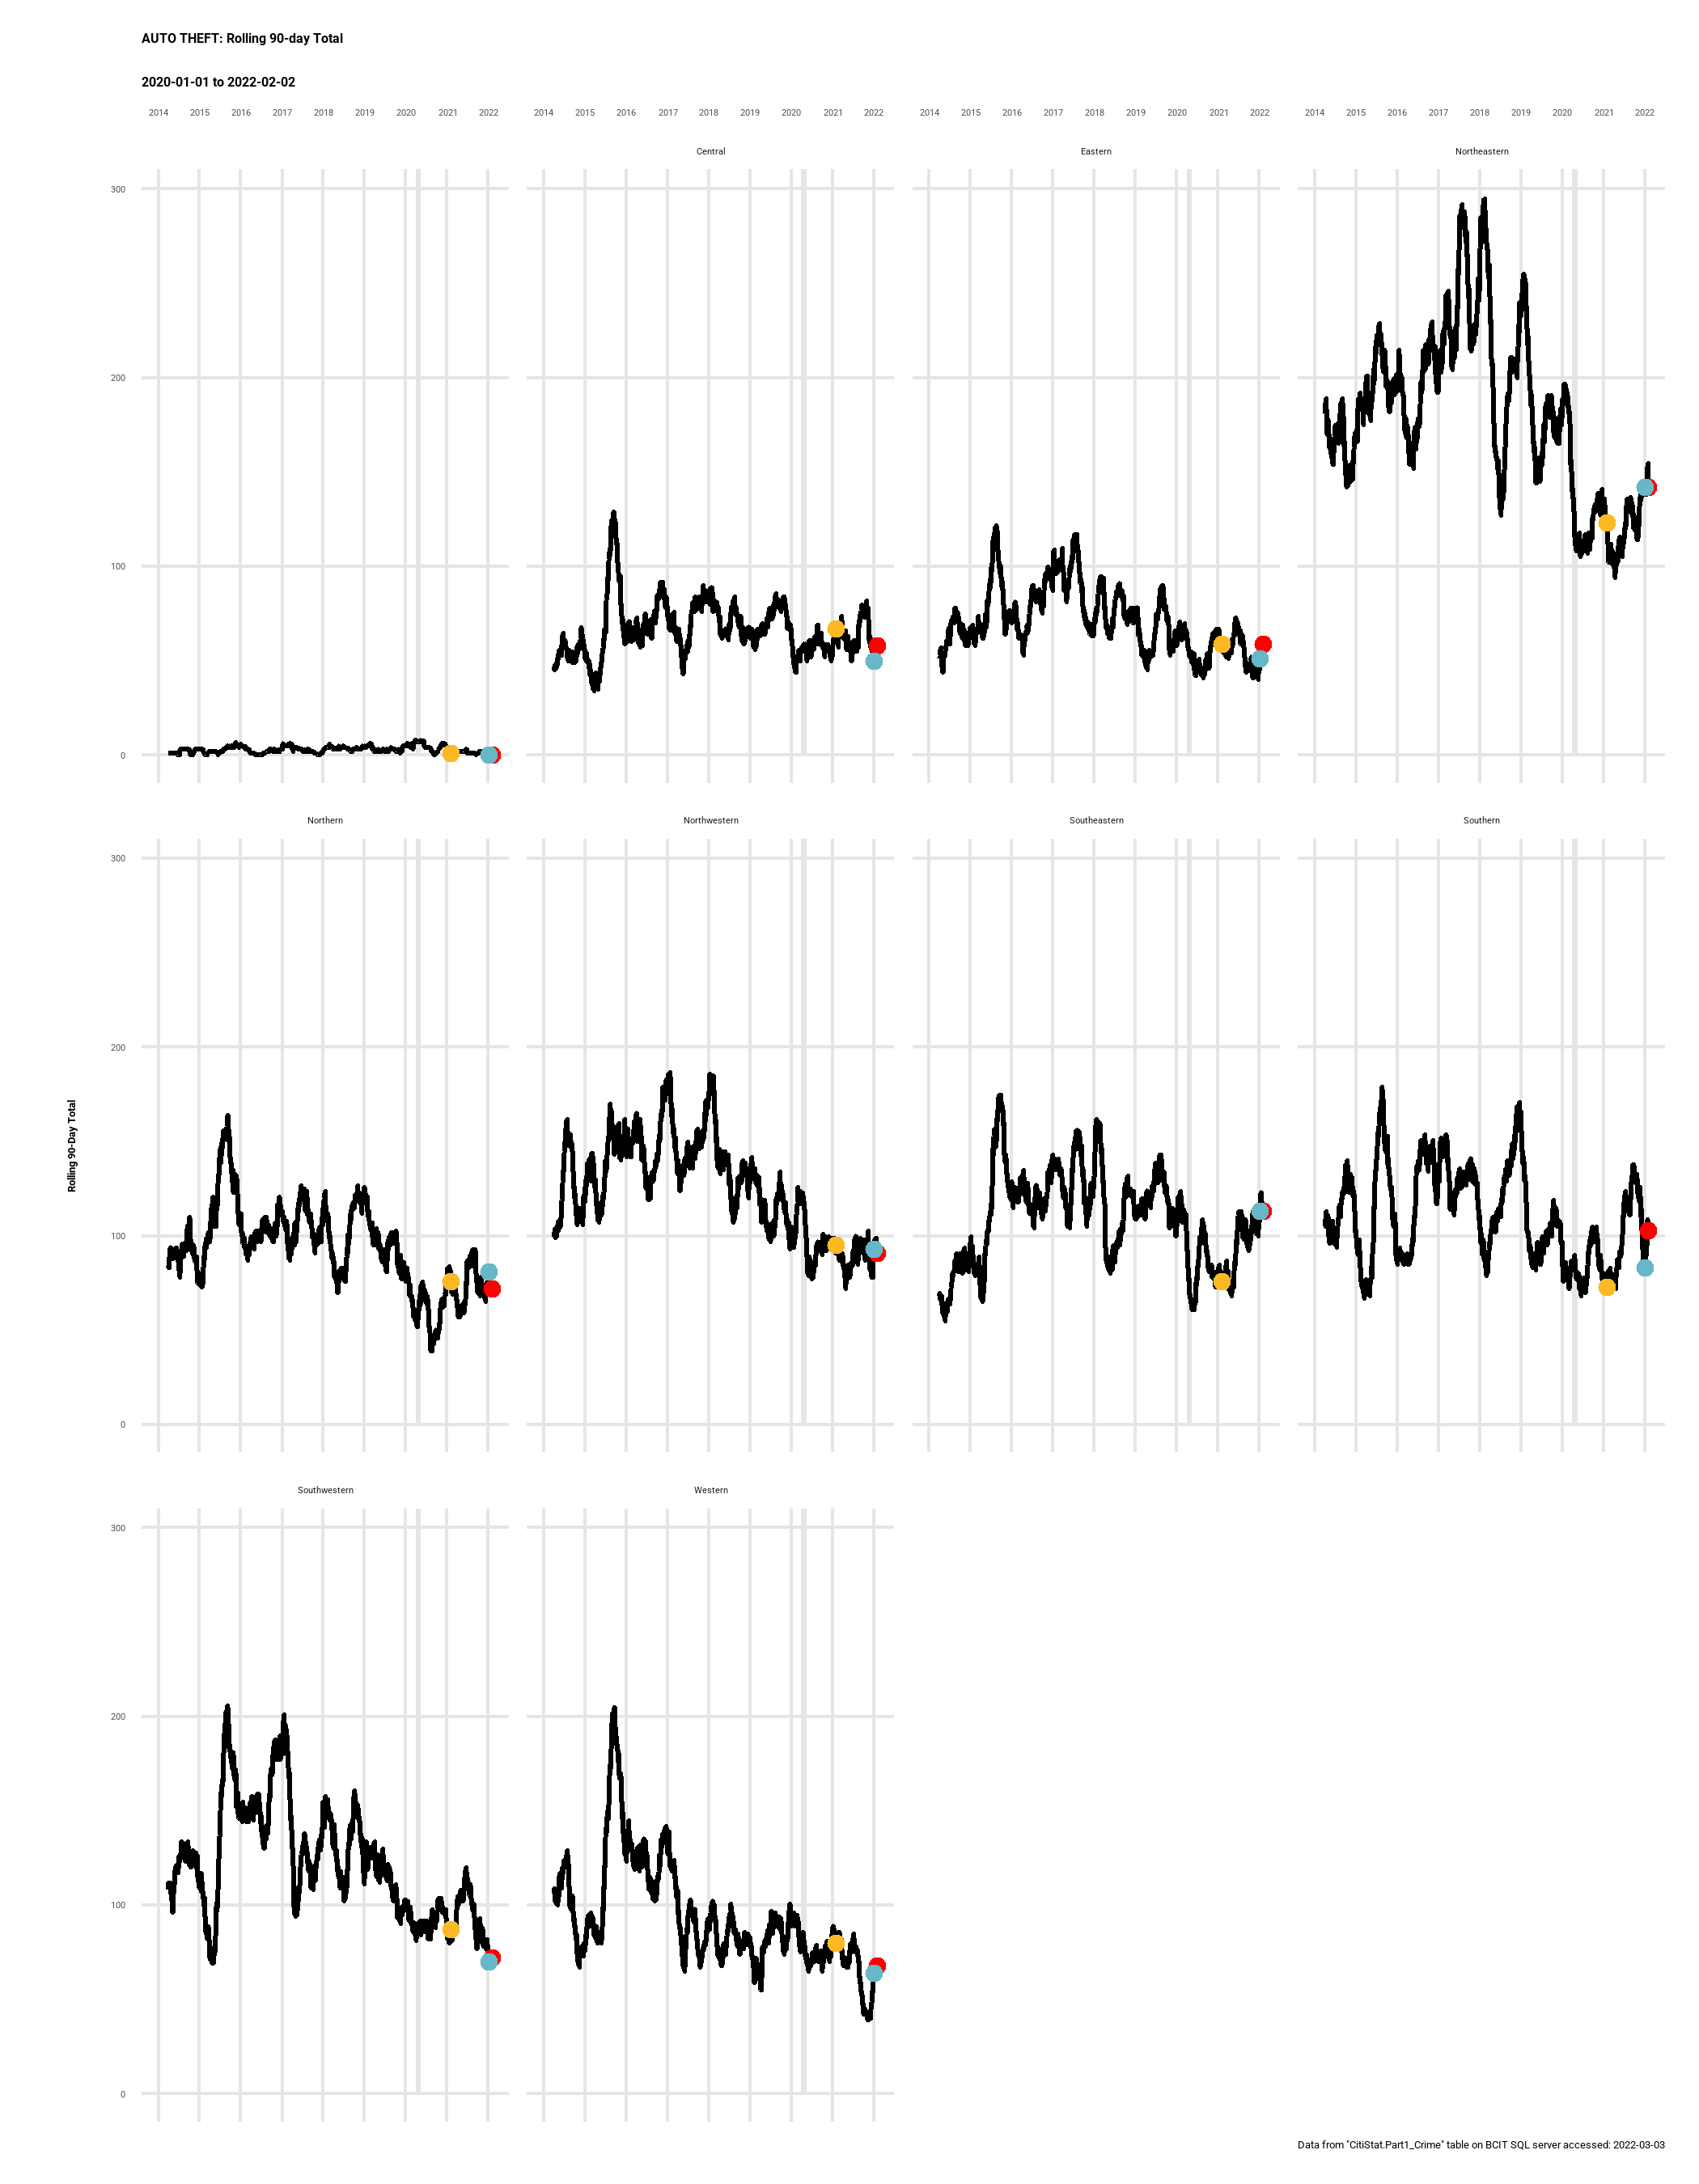 AUTO THEFT: Rolling 90-day Total
2020-01-01 to 2022-02-02
2014 2015 2016 2017 2018 2019 2020 2021 2022 2014 2015 2016 2017 2018 2019 2020 2021 2022 2014 2015 2016 2017 2018 2019 2020 2021 2022 2014 2015 2016 2017 2018 2019 2020 2021 2022
Central Eastern Northeastern
300
200
100
0
Northern Northwestern Southeastern Southern
300
200
100
0
Rolling 90-Day Total
Southwestern Western
300
200
100
0
Data from "CitiStat.Part1_Crime" table on BCIT SQL server accessed: 2022-03-03